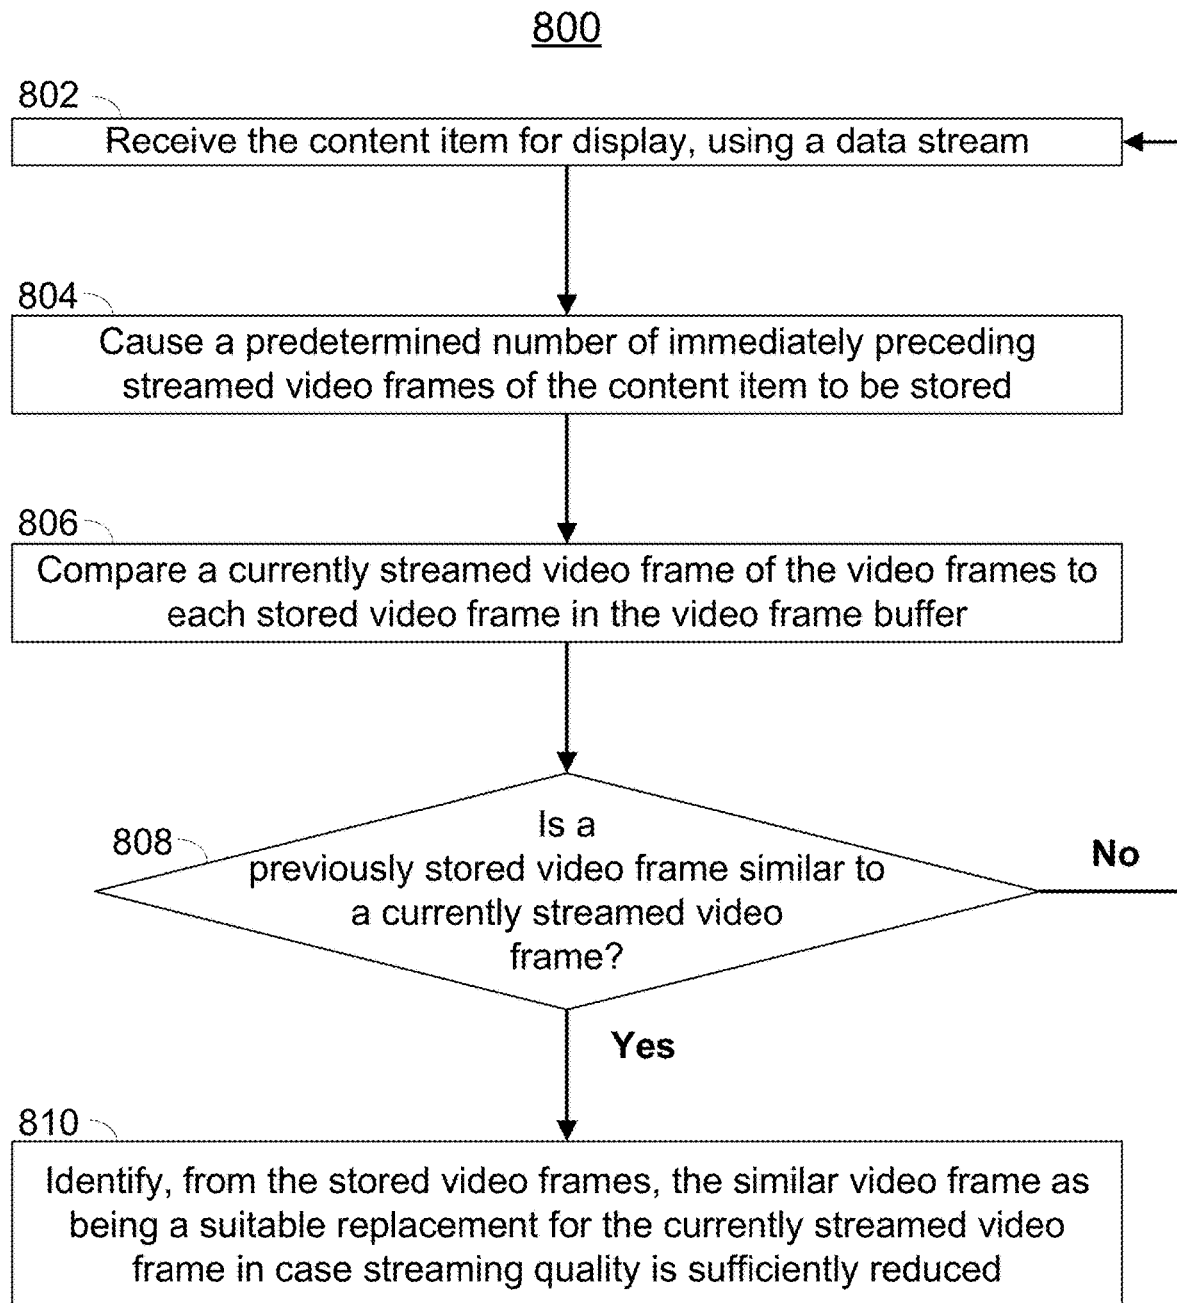 800
802
Receive the content item for display, using a data stream
804
Cause a predetermined number of immediately preceding
streamed video frames of the content item to be stored
806
Compare a currently streamed video frame of the video frames to
each stored video frame in the video frame buffer
808
Is a
previously stored video frame similar to
a currently streamed video
frame?
No
Yes
810
Identify, from the stored video frames, the similar video frame as
being a suitable replacement for the currently streamed video
frame in case streaming quality is sufficiently reduced